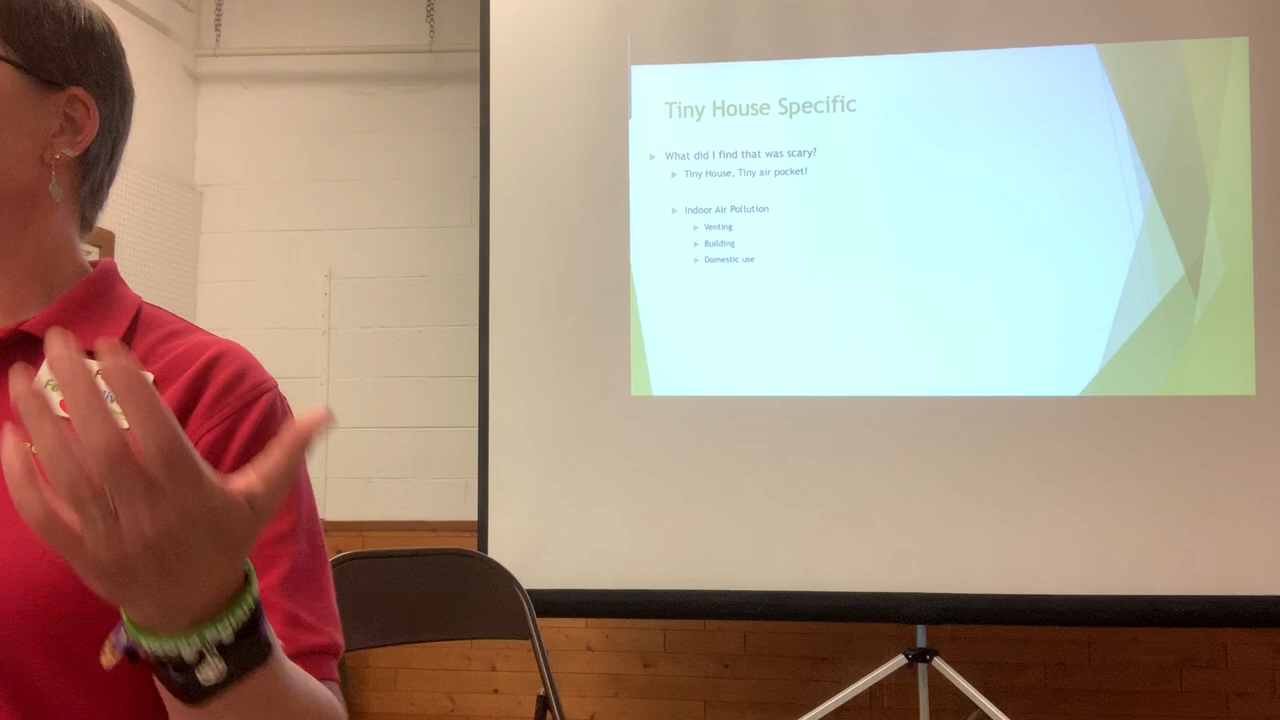 Tiny House Specific
What did I find that was scary?
Tiny House, Tiny air pocket!
Indoor Air Pollution
Venting
Building
Domestic use